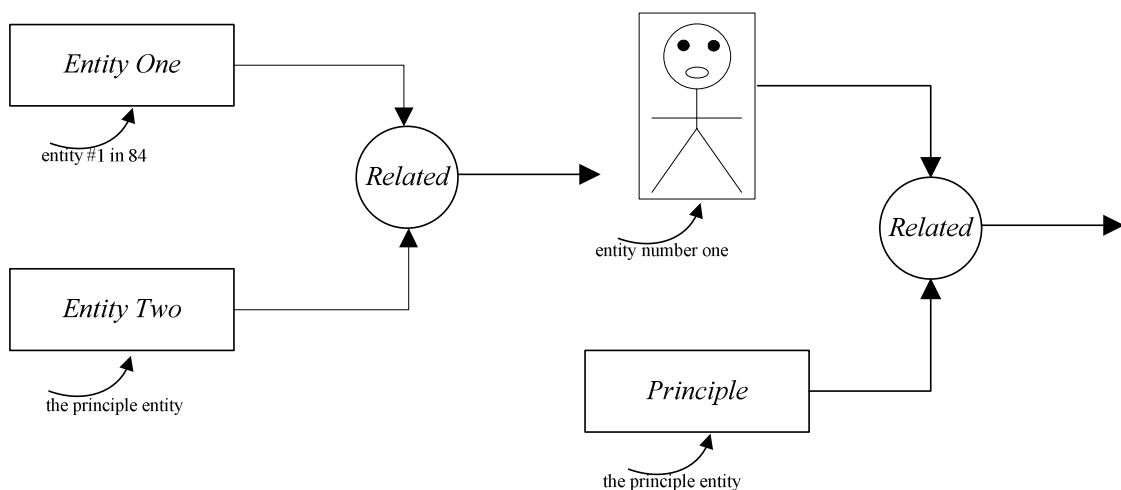 Entity One
entity #1 in 84
Related
Entity Two
the principle entity
entity number one
Related
Principle
the principle entity